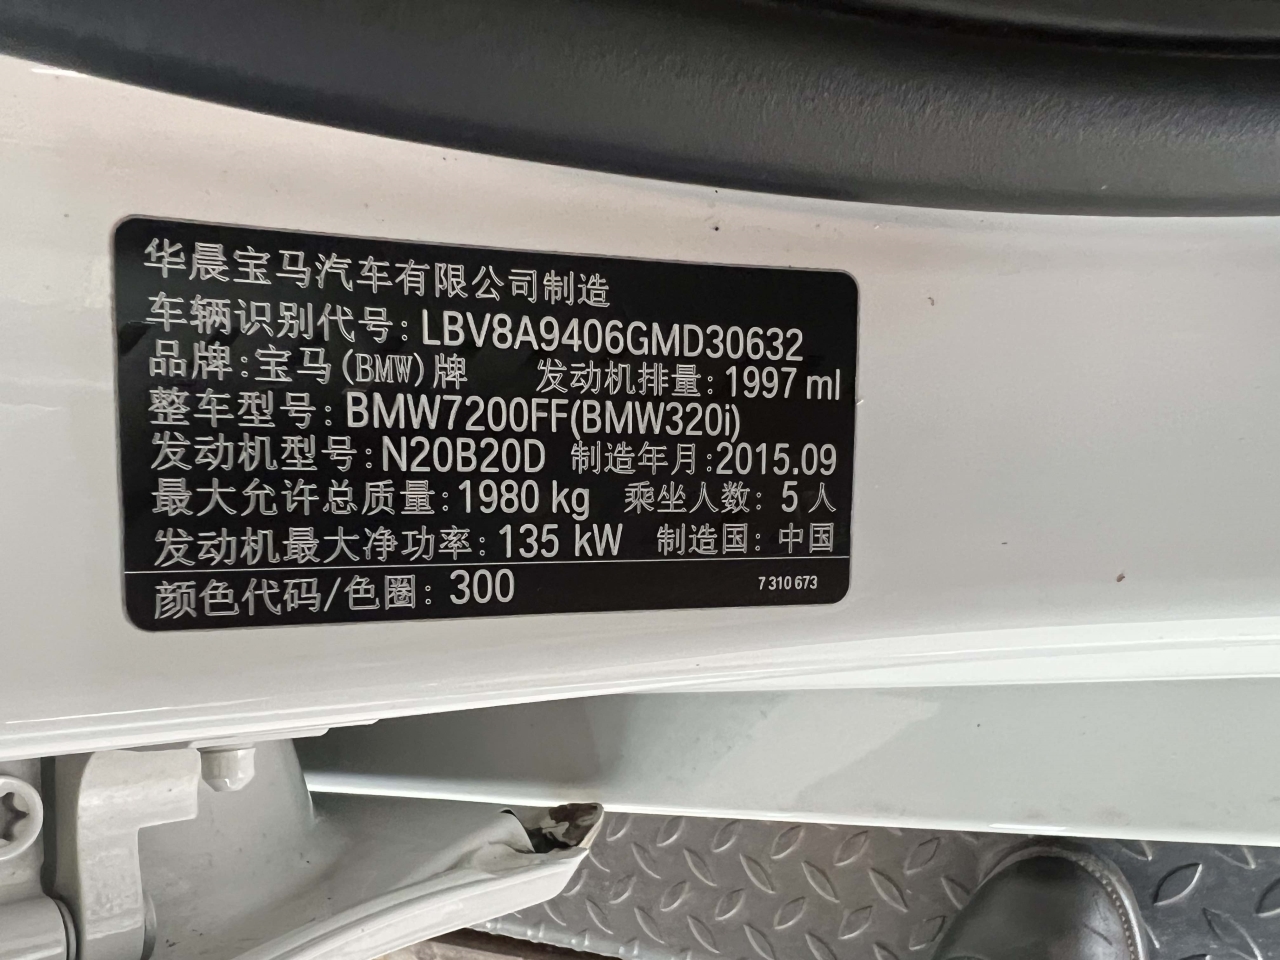 华晨宝马汽车有限公司制造
车辆识别代号: LBV8A9406GMD30632
品牌:宝马(BMW)牌 发动机排量: 1997 ml
整车型号: BMW7200FF(BMW320i)
发动机型号:N20B20D 制造年月:2015.09
最大允许总质量:1980 kg 乘坐人数: 5 人
发动机最大净功率: 135 kW 制造国: 中国
颜色代码/色圈: 300 7 310 673